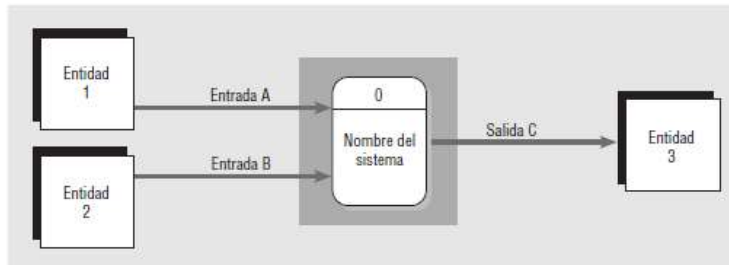 Entidad
1
Entrada A
Entidad
2
Entrada B
0
Nombre del
sistema
Salida C
Entidad
3